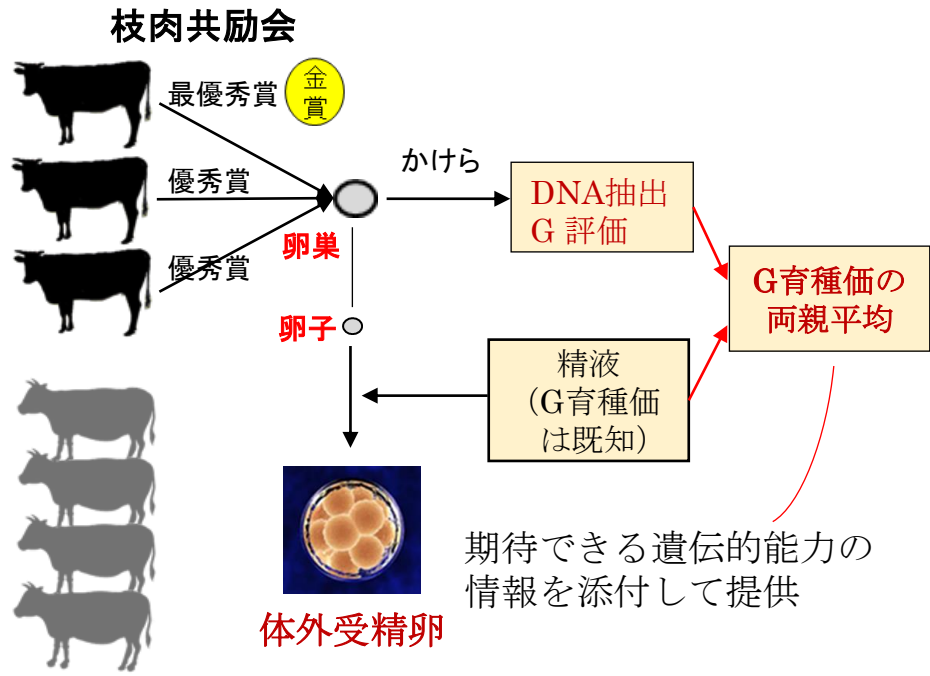 枝肉共励会
最優秀賞
金
賞
優秀賞
優秀賞
かけら
卵巣
卵子
DNA抽出
G 評価
G育種価の
両親平均
精液
（G育種価
は既知）
期待できる遺伝的能力の
情報を添付して提供
体外受精卵